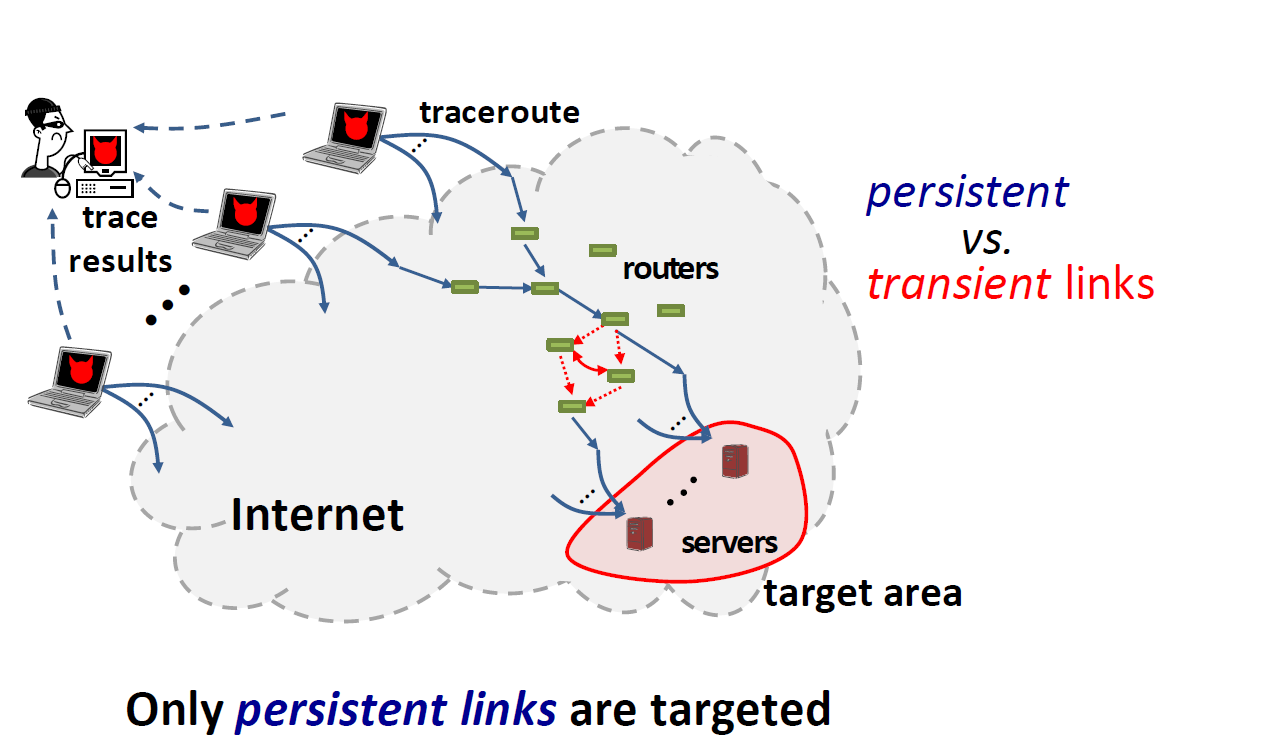 traceroute
persistent
vs.
transient links
trace
results
routers
Internet
servers
target area
Only persistent links are targeted